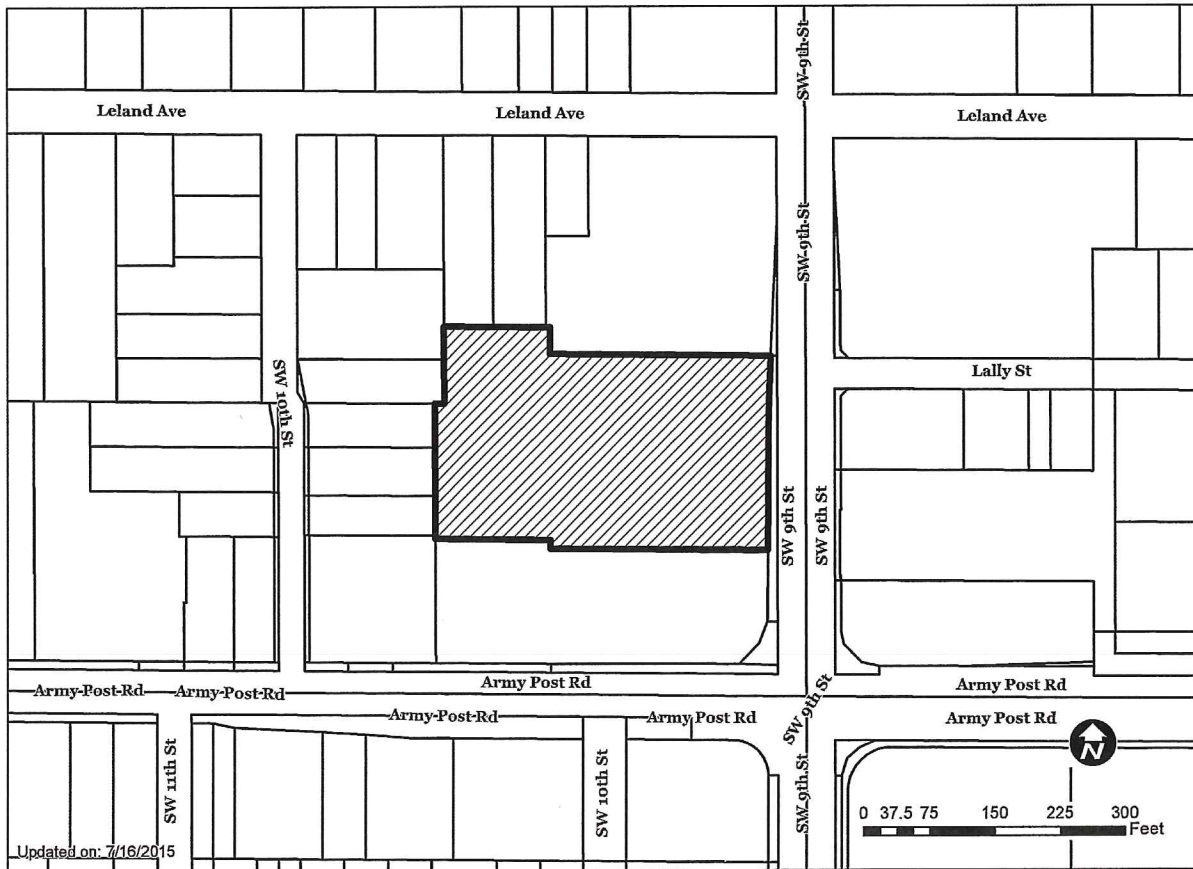 SW 9th St
Leland Ave
Leland Ave
Leland Ave
SW 9th St
SW 10th St
Lally St
SW 9th St
SW 9th St
Army Post Rd
Army Post Rd
Army Post Rd
Army Post Rd
Army Post Rd
Army Post Rd
Army Post Rd
SW 9th St
N
SW 11th St
SW 10th St
SW 9th St
0 37.5 75 150 225 300
Feet
Updated on: 7/16/2015